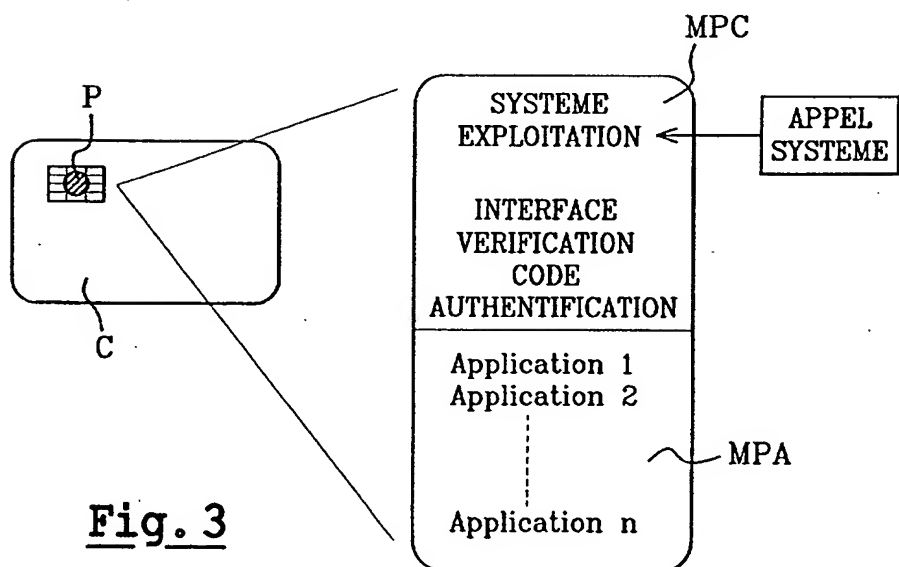 MPC
P
SYSTEME
EXPLOITATION
APPEL
SYSTEME
INTERFACE
VERIFICATION
CODE
AUTHENTIFICATION
C
Application 1
Application 2
MPA
Application n
Fig. 3